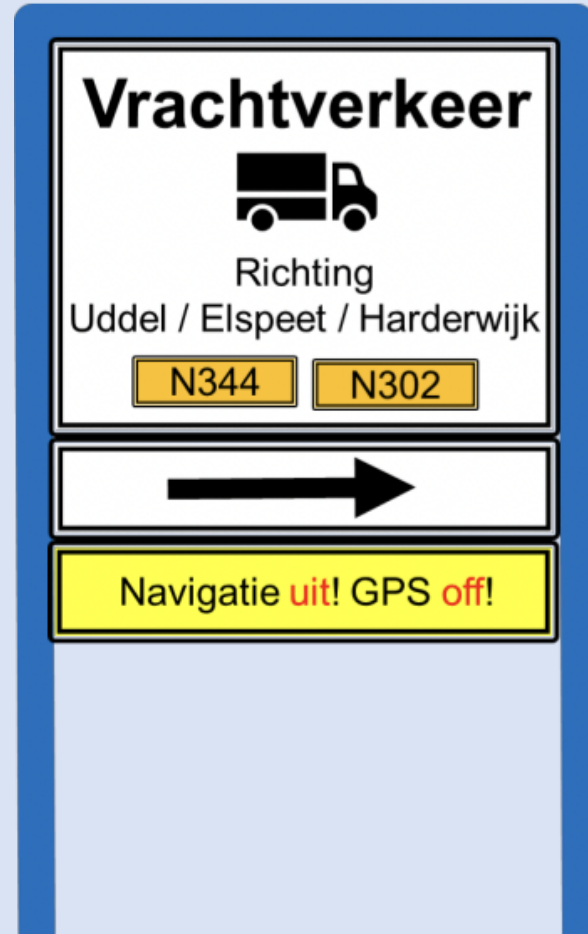 Vrachtverkeer
Richting
Uddel / Elspeet / Harderwijk
N344 N302
Navigatie uit! GPS off!